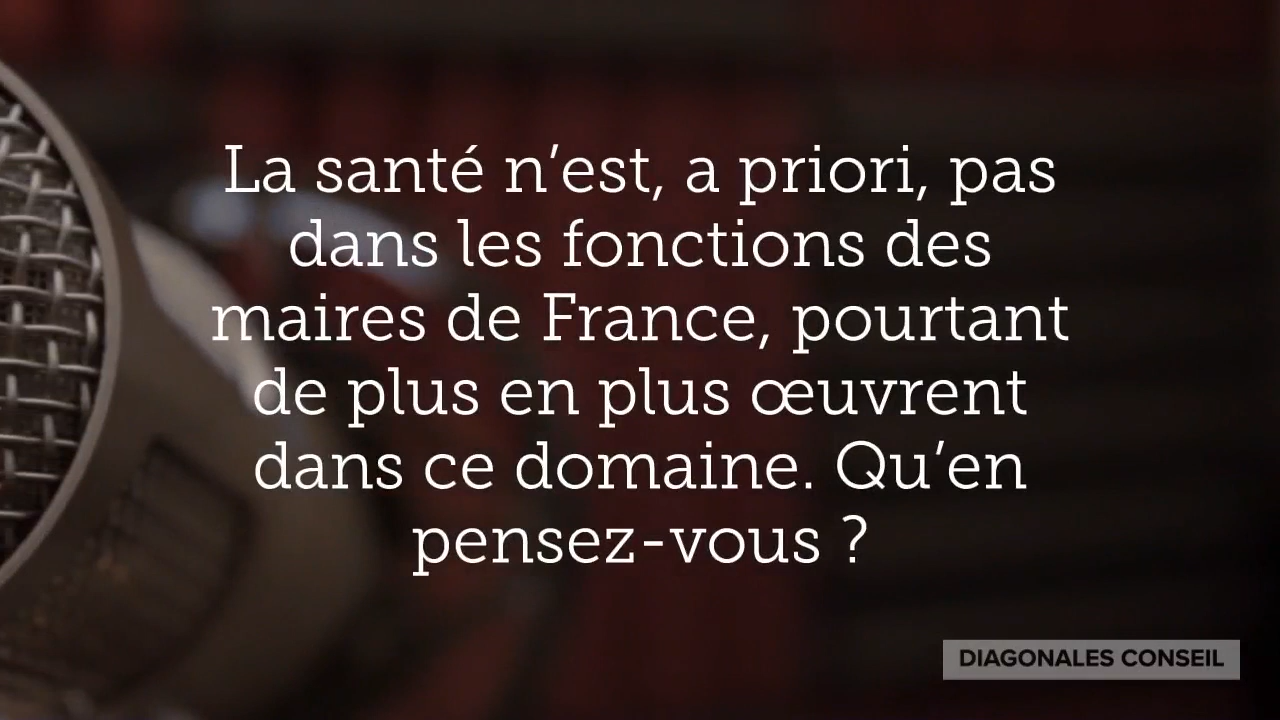 La santé n’est, a priori, pas
dans les fonctions des
maires de France, pourtant
de plus en plus œuvrent
dans ce domaine. Qu’en
pensez-vous ?
DIAGONALES CONSEIL